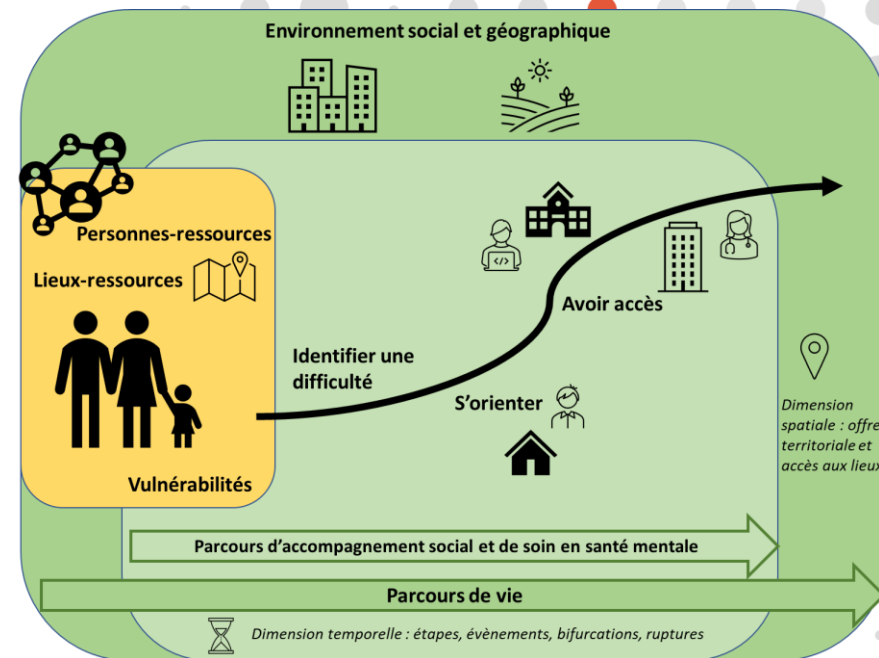 Environnement social et géographique
Personnes-ressources
Lieux-ressources
Vulnérabilités
Identifier une
difficulté
S'orienter
Avoir accès
</>
Dimension
spatiale : offre
territoriale et
accès aux lieux
Parcours d'accompagnement social et de soin en santé mentale
Parcours de vie
Dimension temporelle : étapes, évènements, bifurcations, ruptures